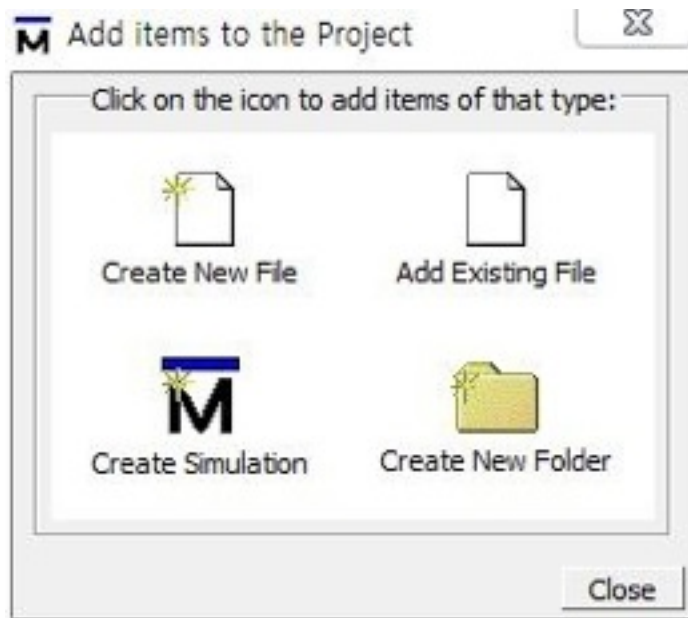 Add items to the Project
Click on the icon to add items of that type:
Create New File
Add Existing File
Create Simulation
Create New Folder
Close